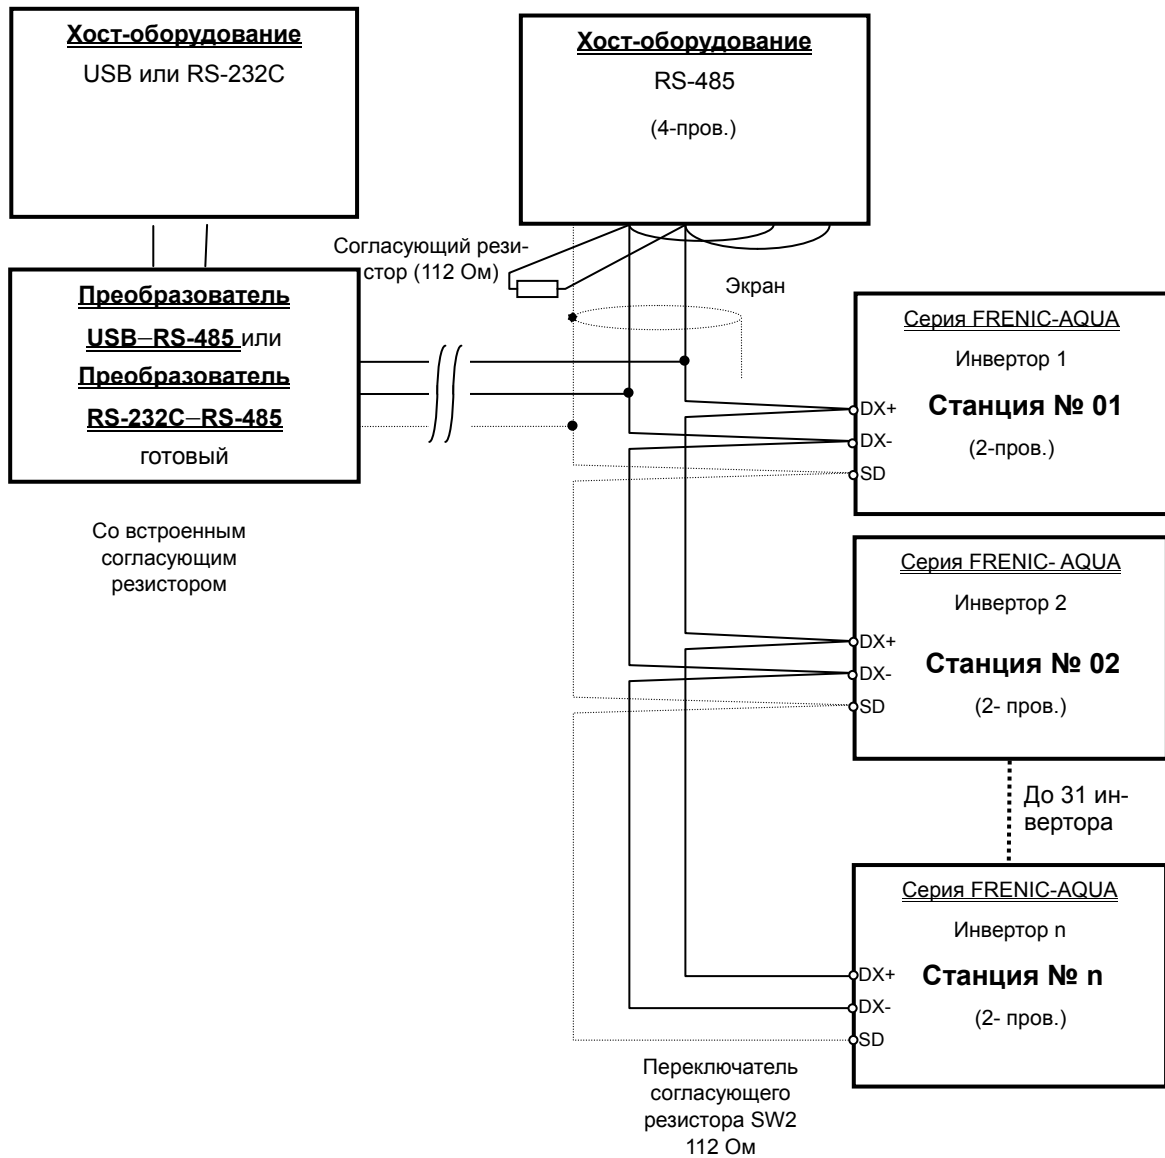 Хост-оборудование
USB или RS-232C
Хост-оборудование
RS-485
(4-пров.)
Согласующий рези-
стор (112 Ом)
Экран
Преобразователь
USB–RS-485 или
Преобразователь
RS-232C–RS-485
готовый
Со встроенным
согласующим
резистором
Серия FRENIC-AQUA
Инвертор 1
Станция № 01
(2-пров.)
DX+
DX-
SD
Серия FRENIC- AQUA
Инвертор 2
Станция № 02
(2- пров.)
DX+
DX-
SD
До 31 ин-
вертора
Серия FRENIC-AQUA
Инвертор n
Станция № n
(2- пров.)
DX+
DX-
SD
Переключатель
согласующего
резистора SW2
112 Ом